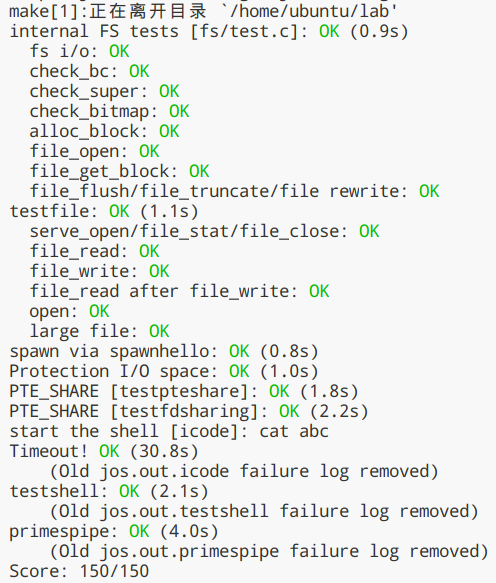 make[1]:正在离开目录 `/home/ubuntu/lab'
internal FS tests [fs/test.c]: OK (0.9s)
  fs i/o: OK
  check_bc: OK
  check_super: OK
  check_bitmap: OK
  alloc_block: OK
  file_open: OK
  file_get_block: OK
  file_flush/file_truncate/file rewrite: OK
testfile: OK (1.1s)
  serve_open/file_stat/file_close: OK
  file_read: OK
  file_write: OK
  file_read after file_write: OK
  open: OK
  large file: OK
spawn via spawnhello: OK (0.8s)
Protection I/O space: OK (1.0s)
PTE_SHARE [testpteshare]: OK (1.8s)
PTE_SHARE [testfdsharing]: OK (2.2s)
start the shell [icode]: cat abc
Timeout! OK (30.8s)
    (Old jos.out.icode failure log removed)
testshell: OK (2.1s)
    (Old jos.out.testshell failure log removed)
primespipe: OK (4.0s)
    (Old jos.out.primespipe failure log removed)
Score: 150/150